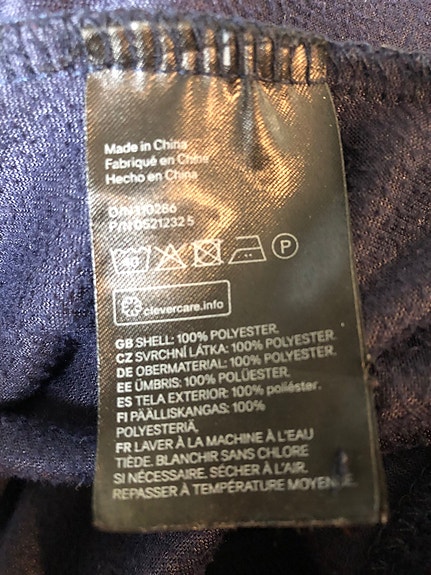 Made in China
Fabriqué en Chine
Hecho en China
P/N 05212325
clevercare.info
GB SHELL: 100% POLYESTER.
CZ SVRCHNÍ LÁTKA: 100% POLYESTER.
DE OBERMATERIAL: 100% POLYESTER.
EE ÜMBRIS: 100% POLÜESTER.
ES TELA EXTERIOR: 100% poliéster.
FI PÄÄLLISKANGAS: 100%
POLYESTERIÄ.
FR LAVER À LA MACHINE À L'EAU
TIÈDE. BLANCHIR SANS CHLORE
SI NÉCESSAIRE. SÉCHER À L'AIR.
REPASSER À TEMPÉRATURE MOYENNE.